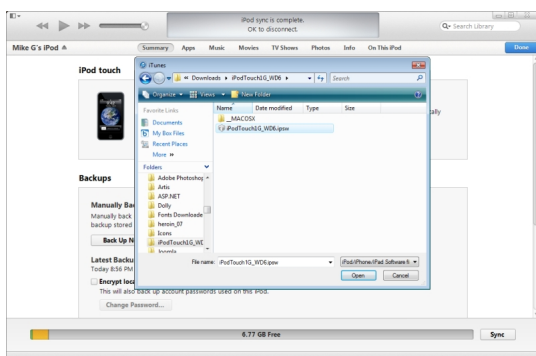 iPod sync is complete.
OK to disconnect.
Search Library
Mike G's iPod
Summary
Apps
Music
Movies
TV Shows
Photos
Info
On This iPod
Done
iPod touch
iTunes
« Downloads
iPodTouch1G_WD6
Search
Organize
Views
New Folder
Favorite Links
Documents
My Box Files
Recent Places
More »
Folders
Adobe Photoshop
Artis
ASP.NET
Dolly
Fonts Downloade
heroin_07
Icons
iPodTouch1G_WE
Joomla
Name
Date modified
Type
Size
__MACOSX
iPodTouch1G_WD6.ipsw
File name:
iPodTouch1G_WD6.ipsw
iPod/iPhone/iPad Software fi
Open
Cancel
Backups
Manually Bac
Manually back
backup stored
Back Up N
Latest Backu
Today 8:56 PM
Encrypt loca
This will also back up account passwords used on this iPod.
Change Password...
6.77 GB Free
Sync